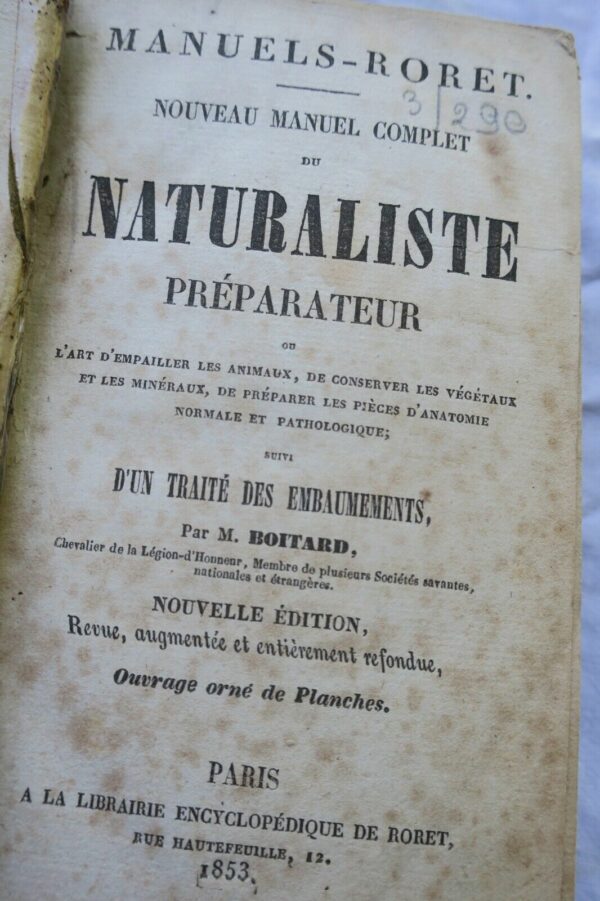 MANUELS-RORET.
3/290
NOUVEAU MANUEL COMPLET
DU
NATURALISTE
PRÉPARATEUR
OU
L'ART D'EMPAILLER LES ANIMAUX, DE CONSERVER LES VÉGÉTAUX
ET LES MINÉRAUX, DE PRÉPARER LES PIÈCES D'ANATOMIE
NORMALE ET PATHOLOGIQUE;
SUIVI
D'UN TRAITÉ DES EMBAUMEMENTS,
Par M. BOITARD,
Chevalier de la Légion-d'Honneur, Membre de plusieurs Sociétés savantes,
nationales et étrangères.
NOUVELLE ÉDITION,
Revue, augmentée et entièrement refondue,
Ouvrage orné de Planches.
PARIS
A LA LIBRAIRIE ENCYCLOPÉDIQUE DE RORET,
RUE HAUTEFEUILLE, 12.
1853.